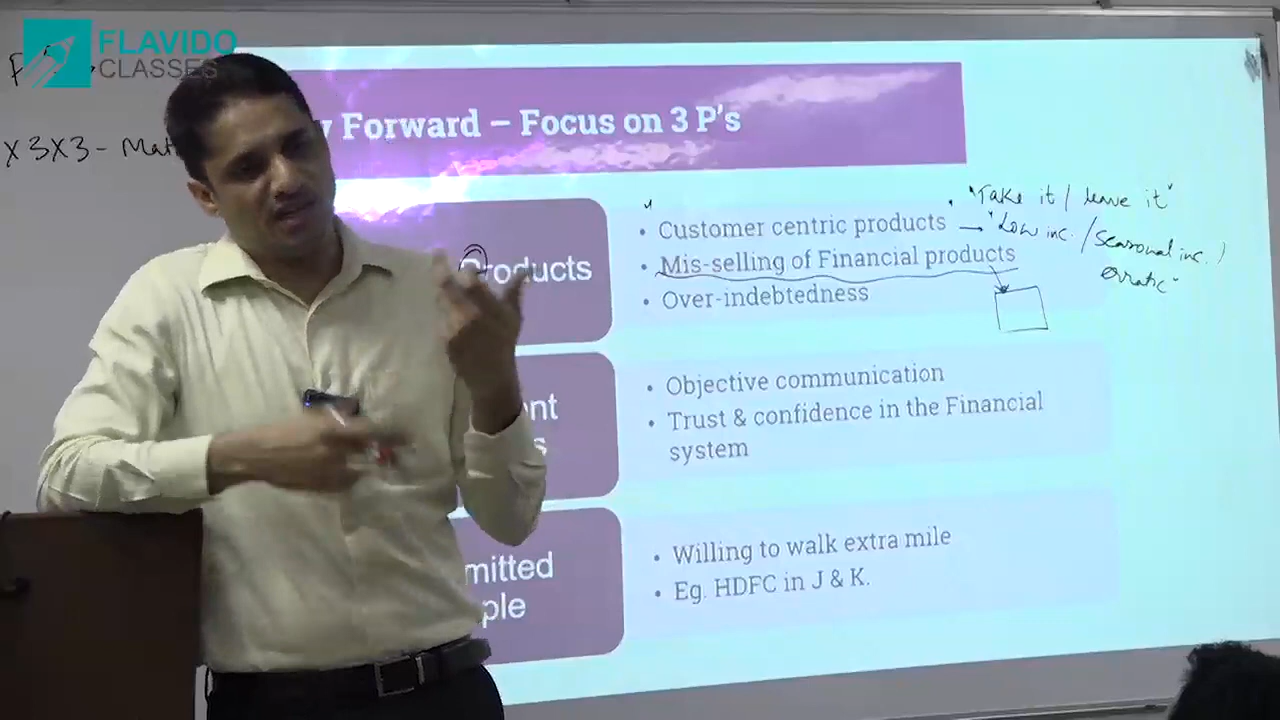 FLAVIDO
CLASSES
Forward – Focus on 3 P's
x 3x3 - Mat
Products
• Customer centric products
• Mis-selling of Financial products
• Over-indebtedness
"Take it / leave it"
→ "Low inc. / Seasonal inc. /
erratic"
• Objective communication
• Trust & confidence in the Financial
system
mitted
ple
• Willing to walk extra mile
• Eg. HDFC in J & K.